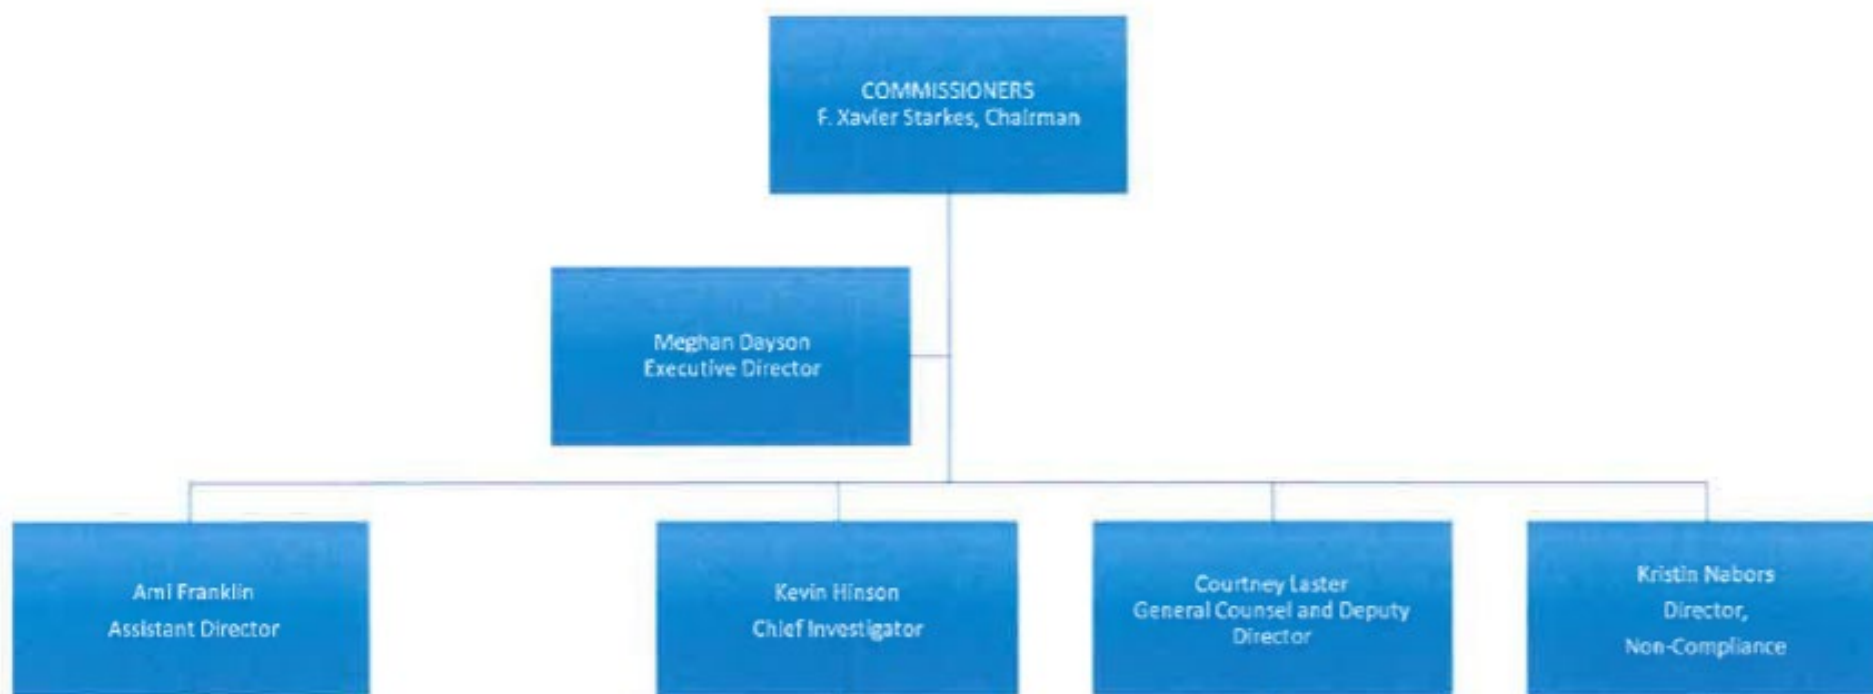 COMMISSIONERS
F. Xavier Starkes, Chairman
Meghan Dayson
Executive Director
Ami Franklin
Assistant Director
Kevin Hinson
Chief Investigator
Courtney Laster
General Counsel and Deputy
Director
Kristin Nabors
Director,
Non-Compliance